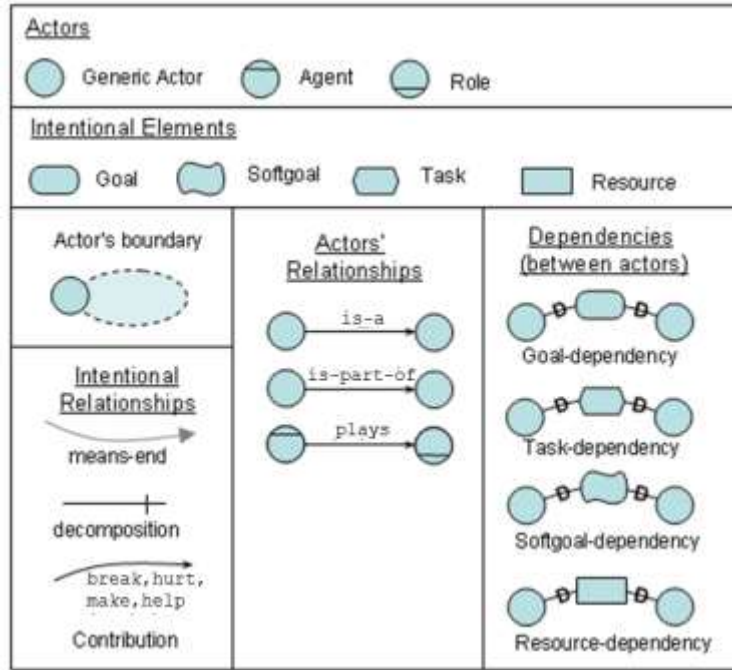 Actors
Generic Actor
Agent
Role
Intentional Elements
Goal
Softgoal
Task
Resource
Actor's boundary
Intentional
Relationships
means-end
decomposition
break,hurt,
make,help
Contribution
Actors'
Relationships
is-a
is-part-of
plays
Dependencies
(between actors)
D D
Goal-dependency
D D
Task-dependency
D D
Softgoal-dependency
D D
Resource-dependency